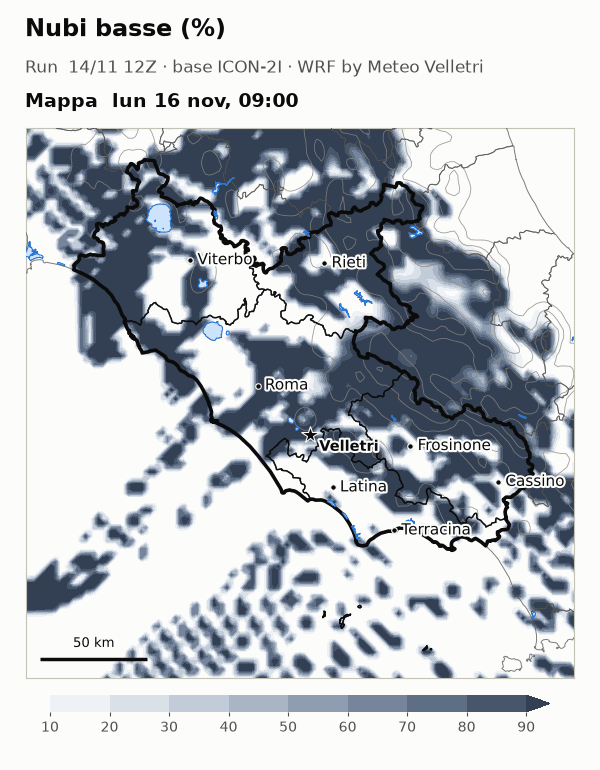 Nubi basse (%)
Run  14/11 12Z · base ICON-2I · WRF by Meteo Velletri
Mappa  lun 16 nov, 09:00
Viterbo
Rieti
Roma
Velletri
Frosinone
Cassino
Latina
Terracina
50 km
10 20 30 40 50 60 70 80 90